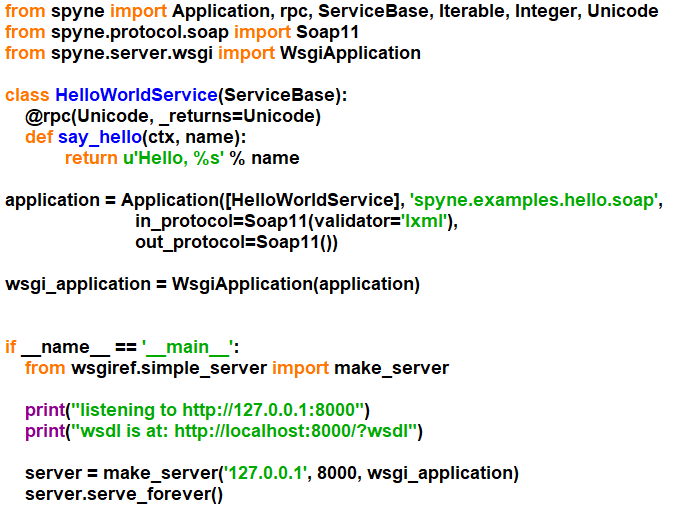 from spyne import Application, rpc, ServiceBase, Iterable, Integer, Unicode
from spyne.protocol.soap import Soap11
from spyne.server.wsgi import WsgiApplication

class HelloWorldService(ServiceBase):
    @rpc(Unicode, _returns=Unicode)
    def say_hello(ctx, name):
            return u'Hello, %s' % name

application = Application([HelloWorldService], 'spyne.examples.hello.soap',
                          in_protocol=Soap11(validator='lxml'),
                          out_protocol=Soap11())

wsgi_application = WsgiApplication(application)


if __name__ == '__main__':
    from wsgiref.simple_server import make_server

    print("listening to http://127.0.0.1:8000")
    print("wsdl is at: http://localhost:8000/?wsdl")

    server = make_server('127.0.0.1', 8000, wsgi_application)
    server.serve_forever()